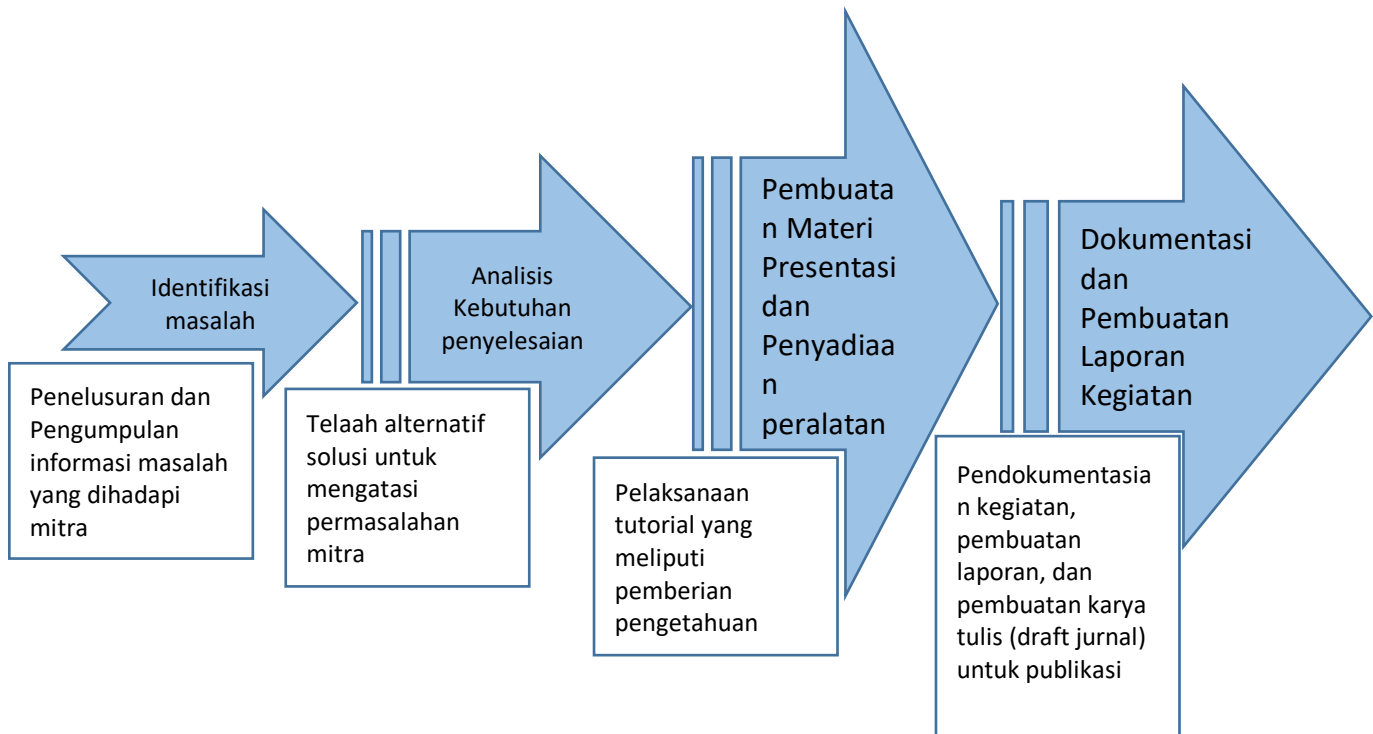 Identifikasi
masalah
Penelusuran dan
Pengumpulan
informasi masalah
yang dihadapi
mitra
Analisis
Kebutuhan
penyelesaian
Telaah alternatif
solusi untuk
mengatasi
permasalahan
mitra
Pembuata
n Materi
Presentasi
dan
Penyadiaa
n
peralatan
Pelaksanaan
tutorial yang
meliputi
pemberian
pengetahuan
Dokumentasi
dan
Pembuatan
Laporan
Kegiatan
Pendokumentasia
n kegiatan,
pembuatan
laporan, dan
pembuatan karya
tulis (draft jurnal)
untuk publikasi